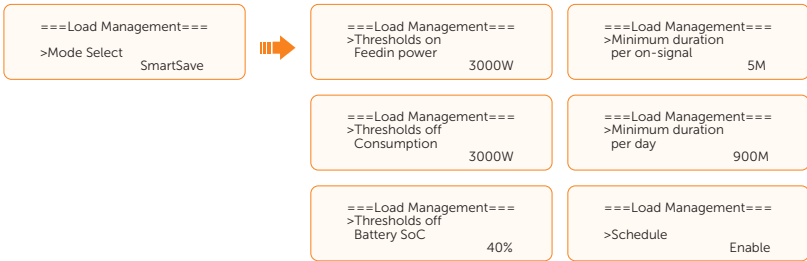 ===Load Management===
>Mode Select
SmartSave
===Load Management===
>Thresholds on
Feedin power
3000W
===Load Management===
>Minimum duration
per on-signal
5M
===Load Management===
>Thresholds off
Consumption
3000W
===Load Management===
>Minimum duration
per day
900M
===Load Management===
>Thresholds off
Battery SoC
40%
===Load Management===
>Schedule
Enable